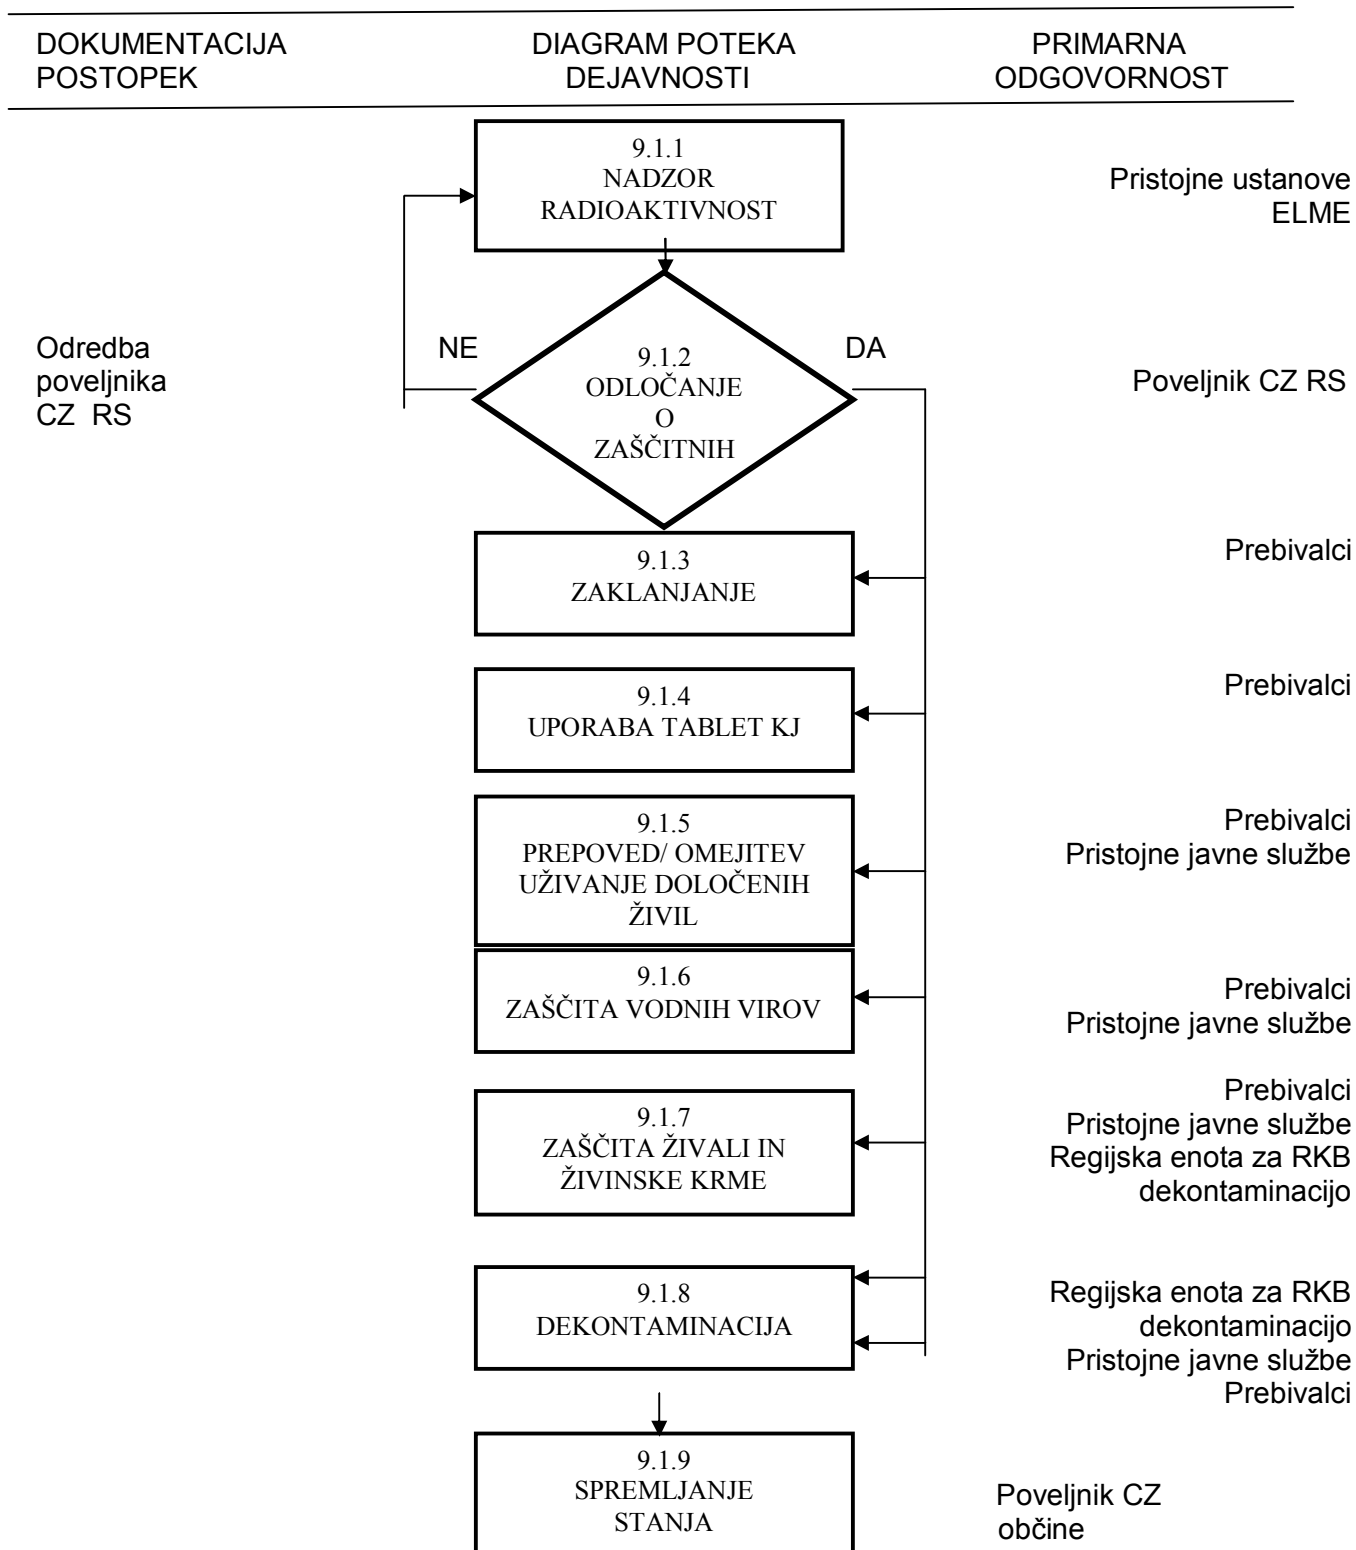 DOKUMENTACIJA
POSTOPEK
DIAGRAM POTEKA
DEJAVNOSTI
PRIMARNA
ODGOVORNOST
9.1.1
NADZOR
RADIOAKTIVNOST
Pristojne ustanove
ELME
Odredba
poveljnika
CZ RS
NE
9.1.2
ODLOČANJE
O
ZAŠČITNIH
DA
Poveljnik CZ RS
9.1.3
ZAKLANJANJE
Prebivalci
9.1.4
UPORABA TABLET KJ
Prebivalci
9.1.5
PREPOVED/ OMEJITEV
UŽIVANJE DOLOČENIH
ŽIVIL
Prebivalci
Pristojne javne službe
9.1.6
ZAŠČITA VODNIH VIROV
Prebivalci
Pristojne javne službe
9.1.7
ZAŠČITA ŽIVALI IN
ŽIVINSKE KRME
Prebivalci
Pristojne javne službe
Regijska enota za RKB
dekontaminacijo
9.1.8
DEKONTAMINACIJA
Regijska enota za RKB
dekontaminacijo
Pristojne javne službe
Prebivalci
9.1.9
SPREMLJANJE
STANJA
Poveljnik CZ
občine